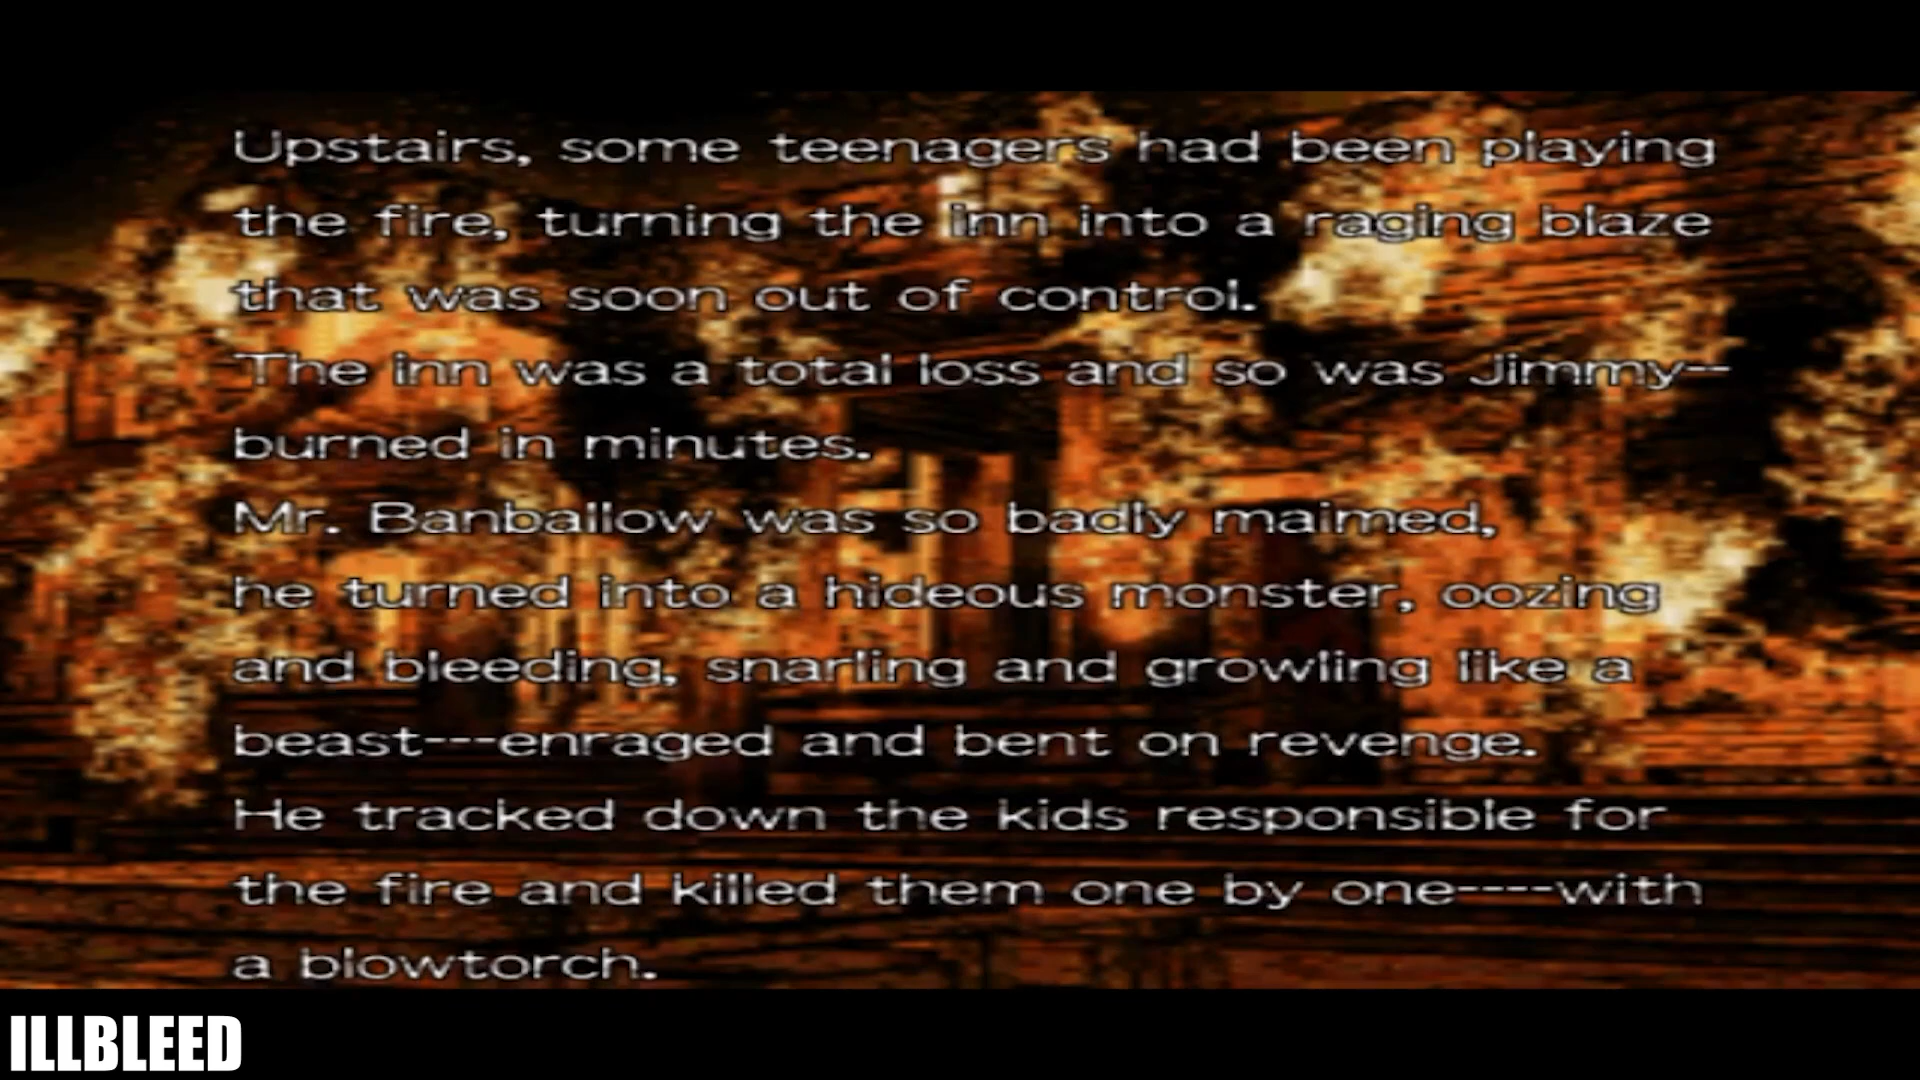 Upstairs, some teenagers had been playing
the fire, turning the inn into a raging blaze
that was soon out of control.
The inn was a total loss and so was Jimmy--
burned in minutes.
Mr. Banballow was so badly maimed,
he turned into a hideous monster, oozing
and bleeding, snarling and growling like a
beast---enraged and bent on revenge.
He tracked down the kids responsible for
the fire and killed them one by one----with
a blowtorch.
ILLBLEED